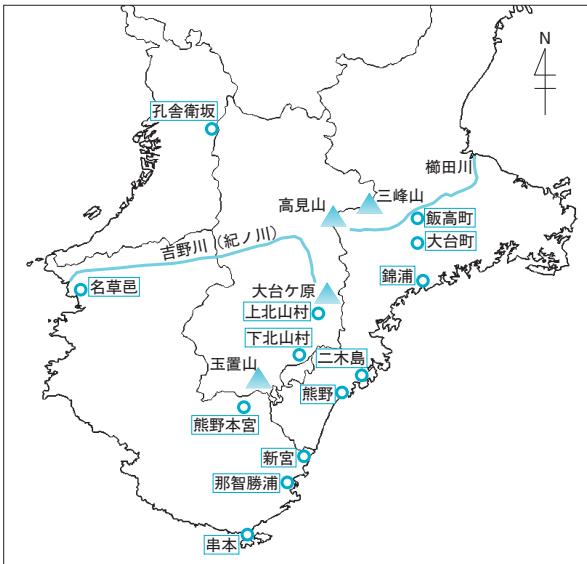 N
孔舎衛坂
櫛田川
三峰山
高見山
飯高町
吉野川（紀ノ川）
大台町
名草邑
錦浦
大台ケ原
上北山村
下北山村
二木島
玉置山
熊野
熊野本宮
新宮
那智勝浦
串本